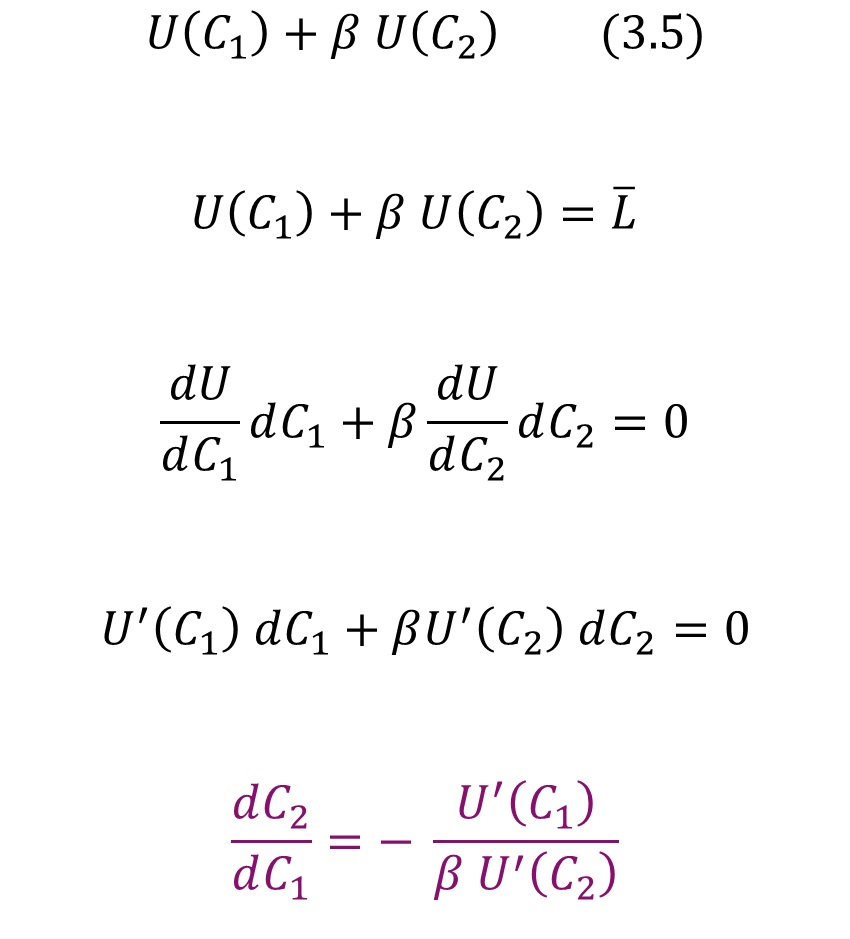 U(C₁) + β U(C₂) (3.5)
U(C₁) + β U(C₂) = L̄
dU/dC₁ dC₁ + β dU/dC₂ dC₂ = 0
U′(C₁) dC₁ + βU′(C₂) dC₂ = 0
dC₂/dC₁ = − U′(C₁)/β U′(C₂)